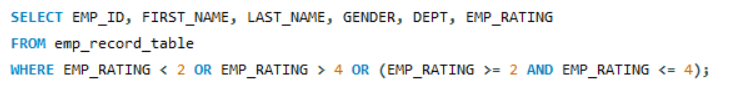 SELECT EMP_ID, FIRST_NAME, LAST_NAME, GENDER, DEPT, EMP_RATING
FROM emp_record_table
WHERE EMP_RATING < 2 OR EMP_RATING > 4 OR (EMP_RATING >= 2 AND EMP_RATING <= 4);